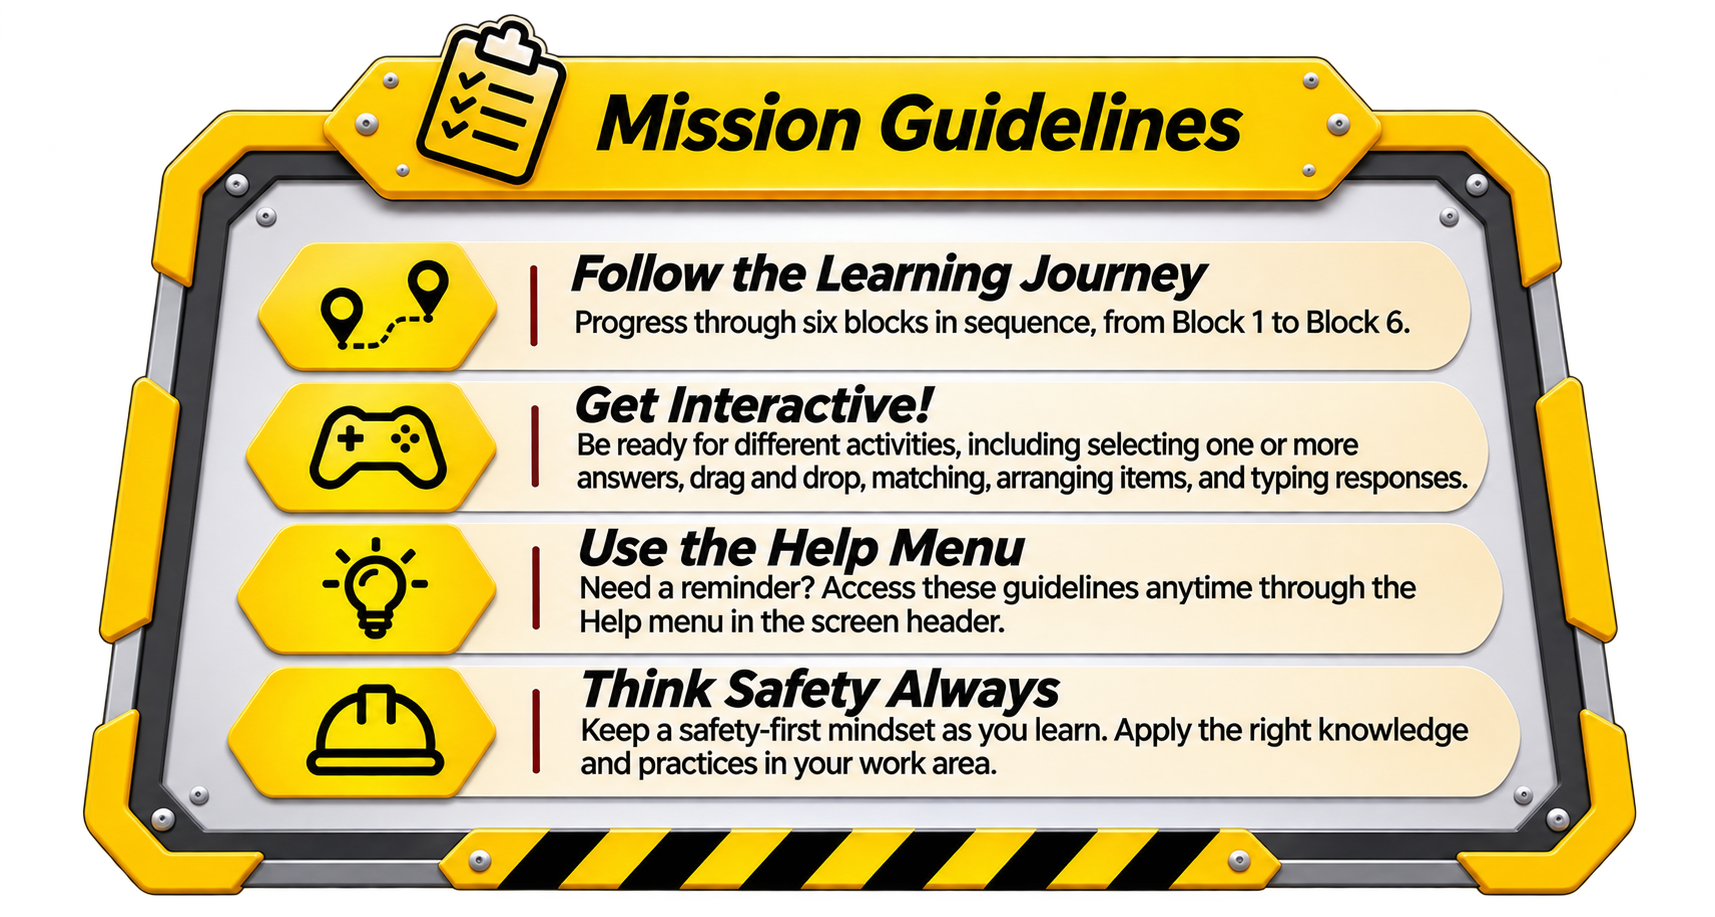 Mission Guidelines
Follow the Learning Journey
Progress through six blocks in sequence, from Block 1 to Block 6.
Get Interactive!
Be ready for different activities, including selecting one or more
answers, drag and drop, matching, arranging items, and typing responses.
Use the Help Menu
Need a reminder? Access these guidelines anytime through the
Help menu in the screen header.
Think Safety Always
Keep a safety-first mindset as you learn. Apply the right knowledge
and practices in your work area.